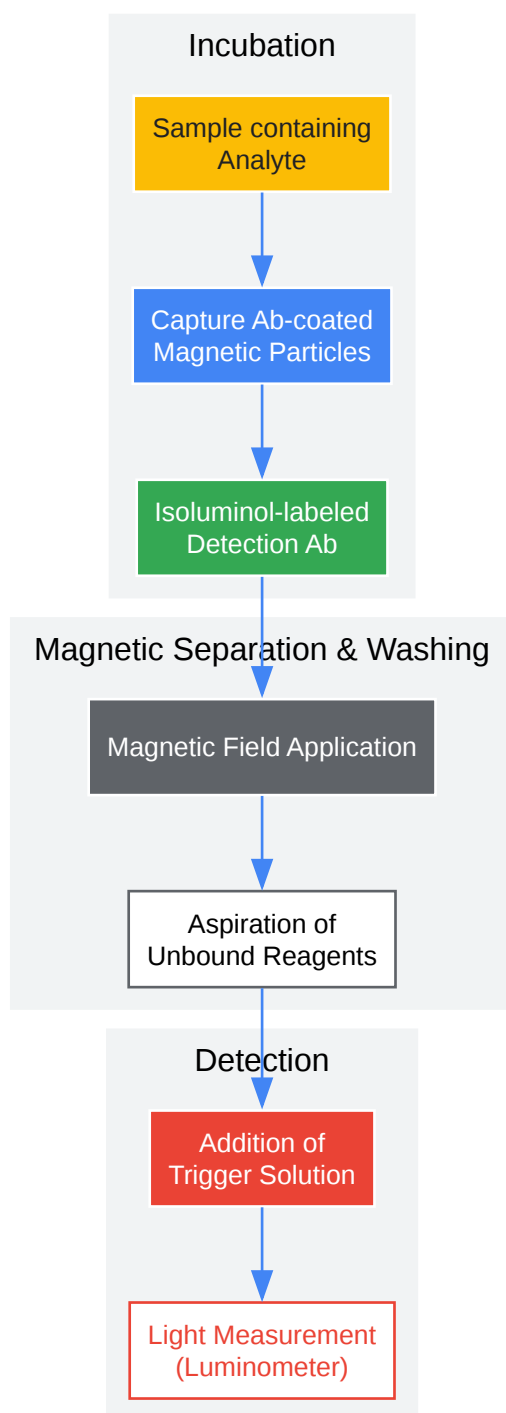 Incubation
Sample containing
Analyte
Capture Ab-coated
Magnetic Particles
Isoluminol-labeled
Detection Ab
Magnetic Separation & Washing
Magnetic Field Application
Aspiration of
Unbound Reagents
Detection
Addition of
Trigger Solution
Light Measurement
(Luminometer)